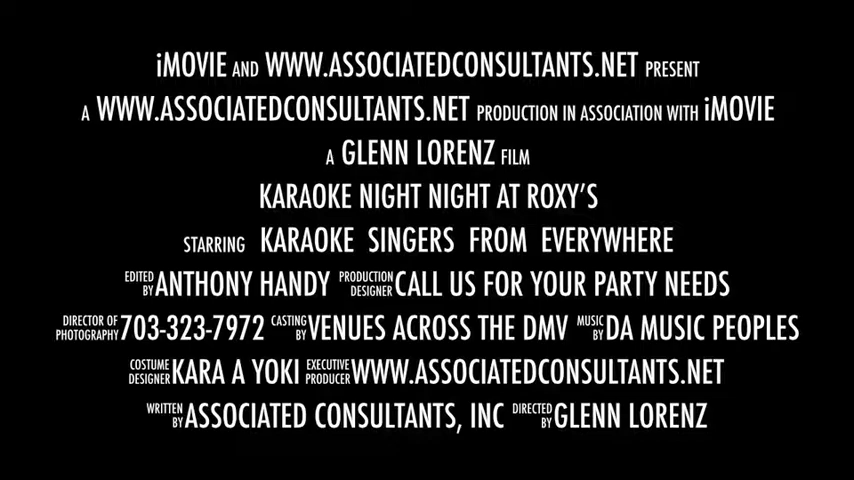 iMOVIE AND WWW.ASSOCIATEDCONSULTANTS.NET PRESENT
A WWW.ASSOCIATEDCONSULTANTS.NET PRODUCTION IN ASSOCIATION WITH iMOVIE
A GLENN LORENZ FILM
KARAOKE NIGHT NIGHT AT ROXY'S
STARRING KARAOKE SINGERS FROM EVERYWHERE
EDITED BY ANTHONY HANDY PRODUCTION DESIGNER CALL US FOR YOUR PARTY NEEDS
DIRECTOR OF PHOTOGRAPHY 703-323-7972 CASTING BY VENUES ACROSS THE DMV MUSIC BY DA MUSIC PEOPLES
COSTUME DESIGNER KARA A YOKI EXECUTIVE PRODUCER WWW.ASSOCIATEDCONSULTANTS.NET
WRITTEN BY ASSOCIATED CONSULTANTS, INC DIRECTED BY GLENN LORENZ